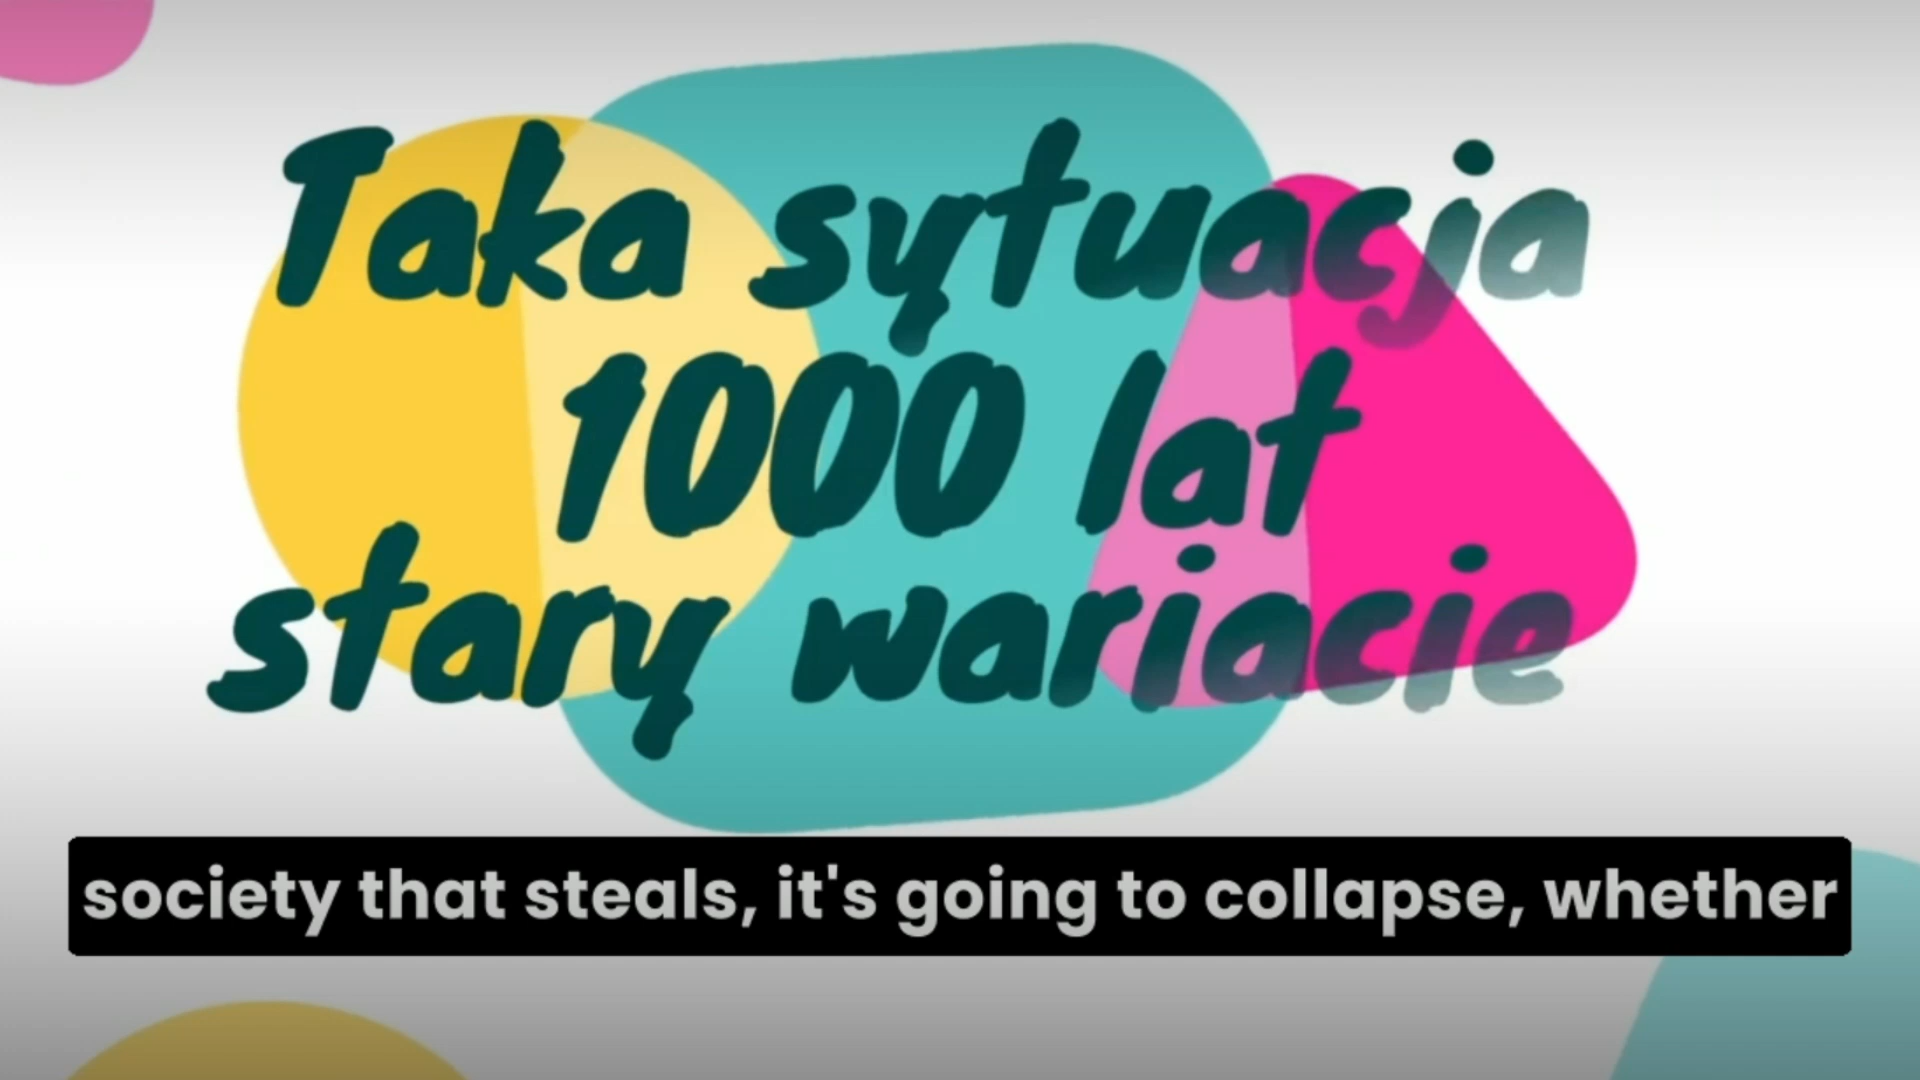 Taka sytuacja
1000 lat
stary wariacie
society that steals, it's going to collapse, whether